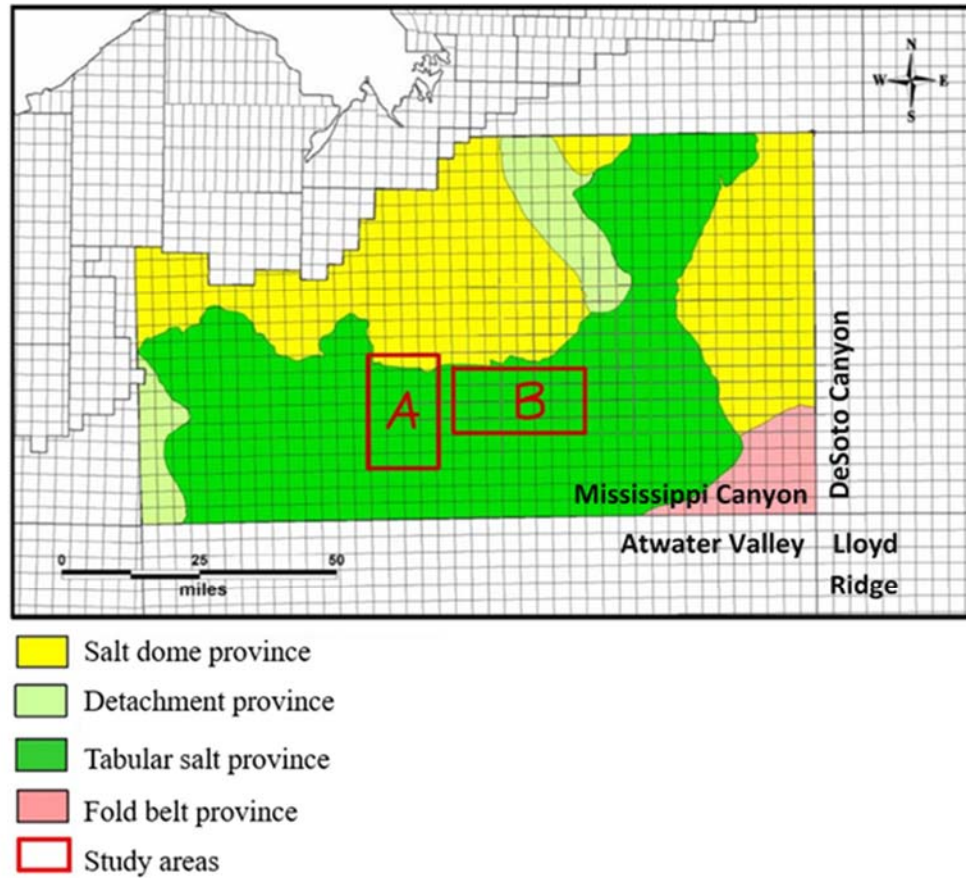 N
W E
S
A
B
DeSoto Canyon
Mississippi Canyon
Atwater Valley Lloyd
Ridge
0 25 50
miles
Salt dome province
Detachment province
Tabular salt province
Fold belt province
Study areas